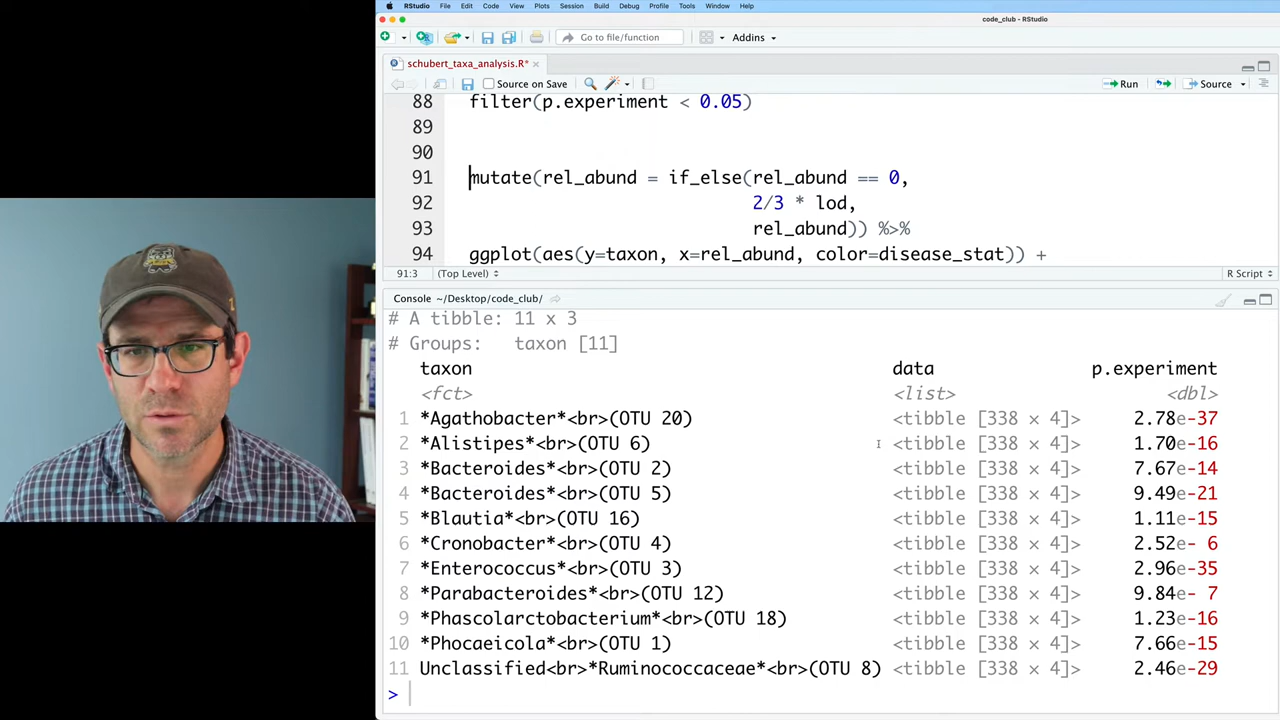 RStudio File Edit Code View Plots Session Build Debug Profile Tools Window Help
code_club - RStudio
Go to file/function Addins
schubert_taxa_analysis.R*
Source on Save Run Source
88 filter(p.experiment < 0.05)
89
90
91 mutate(rel_abund = if_else(rel_abund == 0,
92 2/3 * lod,
93 rel_abund)) %>%
94 ggplot(aes(y=taxon, x=rel_abund, color=disease_stat)) +
91:3 (Top Level) R Script
Console ~/Desktop/code_club/
# A tibble: 11 x 3
# Groups: taxon [11]
taxon data p.experiment
<fct> <list> <dbl>
1 *Agathobacter*<br>(OTU 20) <tibble [338 × 4]> 2.78e-37
2 *Alistipes*<br>(OTU 6) <tibble [338 × 4]> 1.70e-16
3 *Bacteroides*<br>(OTU 2) <tibble [338 × 4]> 7.67e-14
4 *Bacteroides*<br>(OTU 5) <tibble [338 × 4]> 9.49e-21
5 *Blautia*<br>(OTU 16) <tibble [338 × 4]> 1.11e-15
6 *Cronobacter*<br>(OTU 4) <tibble [338 × 4]> 2.52e- 6
7 *Enterococcus*<br>(OTU 3) <tibble [338 × 4]> 2.96e-35
8 *Parabacteroides*<br>(OTU 12) <tibble [338 × 4]> 9.84e- 7
9 *Phascolarctobacterium*<br>(OTU 18) <tibble [338 × 4]> 1.23e-16
10 *Phocaeicola*<br>(OTU 1) <tibble [338 × 4]> 7.66e-15
11 Unclassified<br>*Ruminococcaceae*<br>(OTU 8) <tibble [338 × 4]> 2.46e-29
>